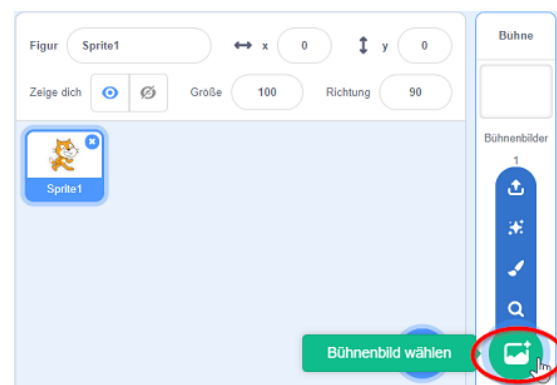 Figur Sprite1 x 0 y 0 Bühne
Zeige dich Größe 100 Richtung 90
Bühnenbilder
1
Sprite1
Bühnenbild wählen